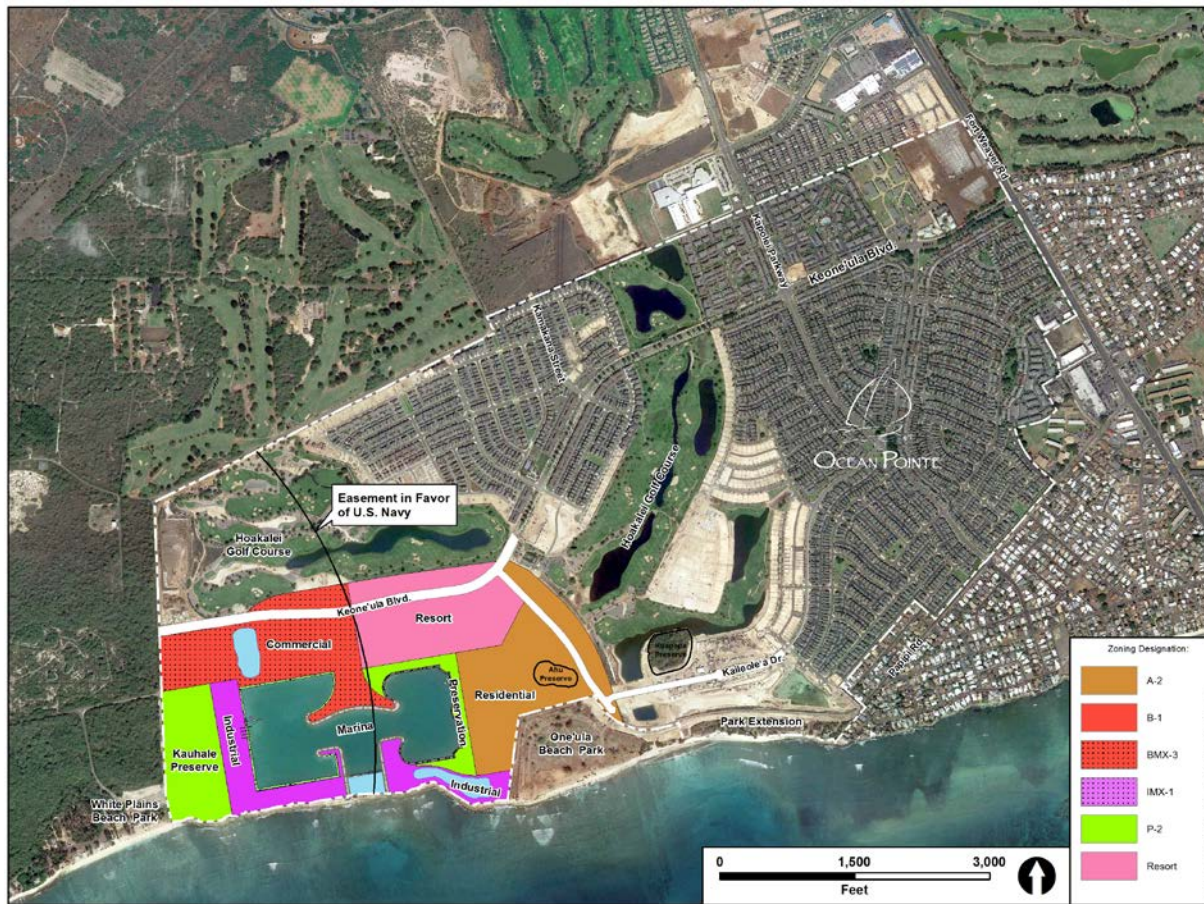 Fort Weaver Rd
Kapolei Parkway
Keone'ula Blvd.
Kamakana Street
OCEAN POINTE
Hoakalei Golf Course
Easement in Favor
of U.S. Navy
Hoakalei
Golf Course
Keone'ula Blvd.
Resort
Commercial
Ahu
Preserve
Preserve
Kaileole'a Dr.
Papipi Rd.
Residential
Preservation
Marina
Industrial
Kauhale
Preserve
One'ula
Beach Park
Park Extension
Industrial
White Plains
Beach Park
Zoning Designation:
A-2
B-1
BMX-3
IMX-1
P-2
Resort
0 1,500 3,000
Feet